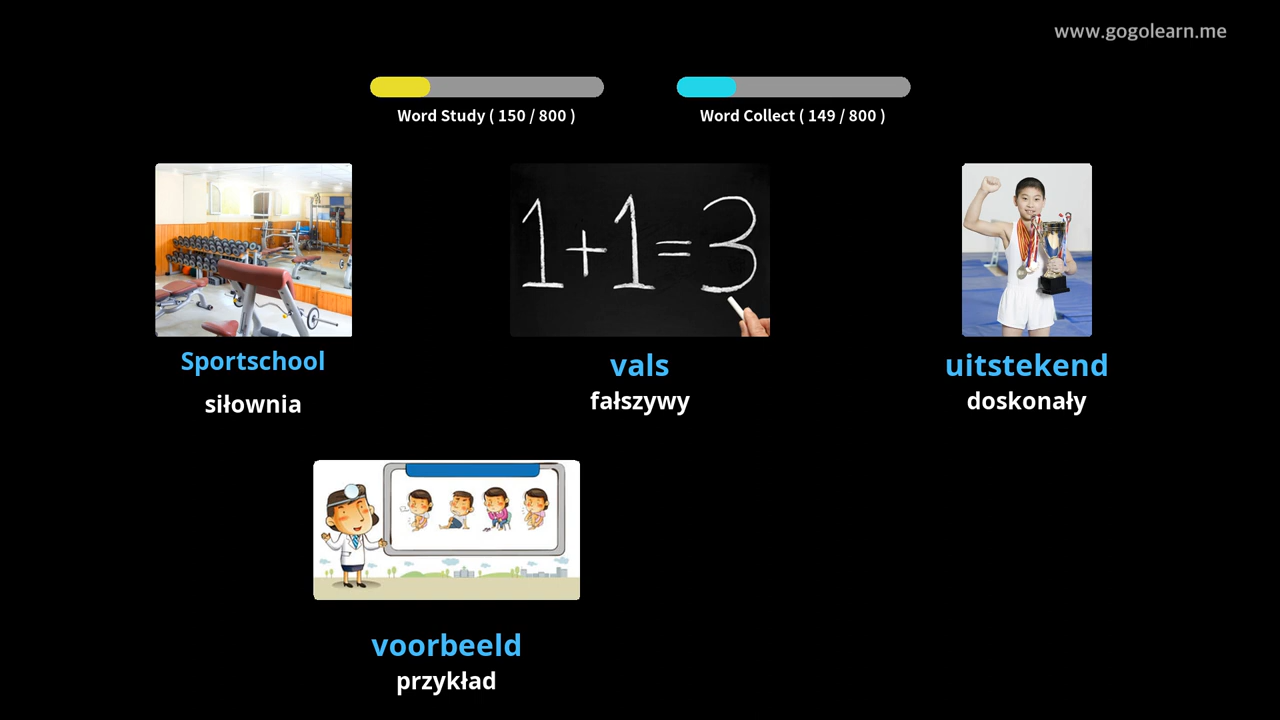 www.gogolearn.me
Word Study ( 150 / 800 )
Word Collect ( 149 / 800 )
1+1=3
Sportschool
siłownia
vals
fałszywy
uitstekend
doskonały
voorbeeld
przykład